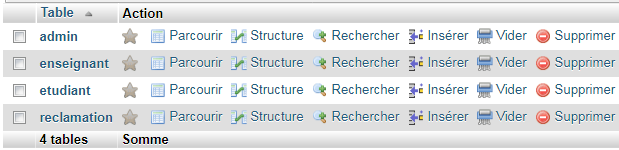 Table Action
admin Parcourir Structure Rechercher Insérer Vider Supprimer
enseignant Parcourir Structure Rechercher Insérer Vider Supprimer
etudiant Parcourir Structure Rechercher Insérer Vider Supprimer
reclamation Parcourir Structure Rechercher Insérer Vider Supprimer
4 tables Somme